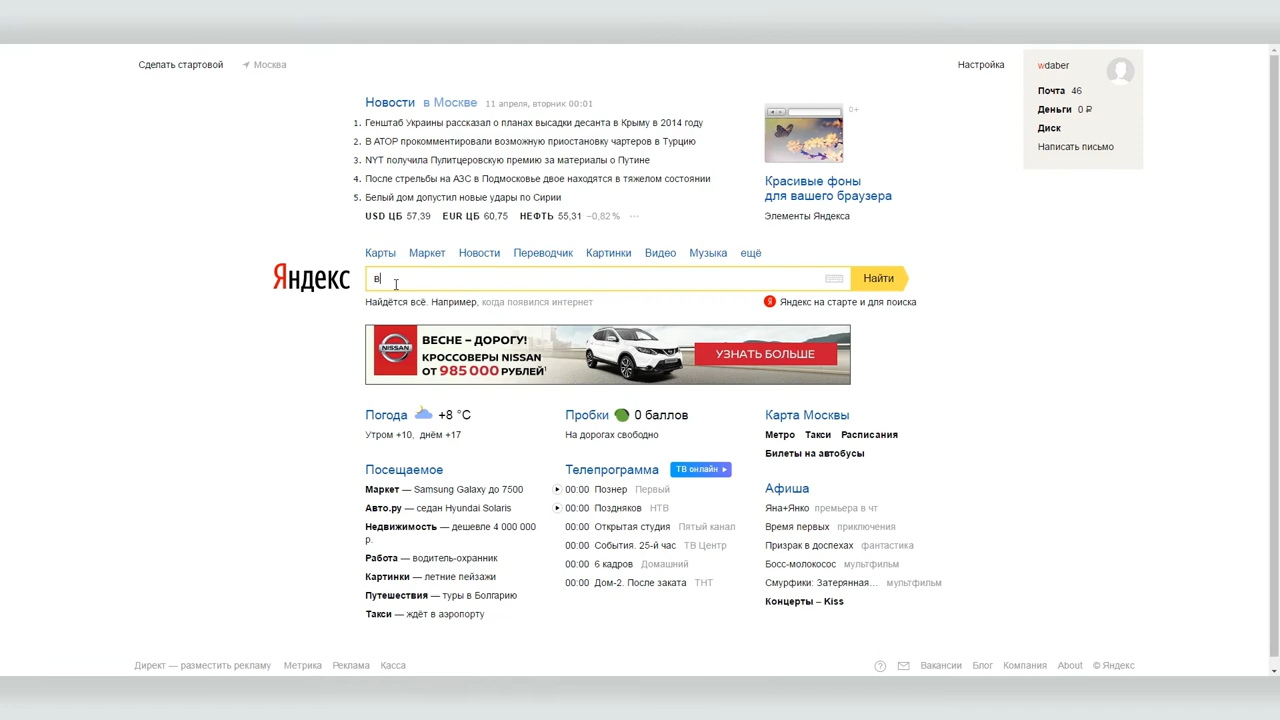 Сделать стартовой Москва
Настройка
wdaber
Почта 46
Деньги 0 ₽
Диск
Написать письмо
Новости в Москве 11 апреля, вторник 00:01
1. Генштаб Украины рассказал о планах высадки десанта в Крыму в 2014 году
2. В АТОР прокомментировали возможную приостановку чартеров в Турцию
3. NYT получила Пулитцеровскую премию за материалы о Путине
4. После стрельбы на АЗС в Подмосковье двое находятся в тяжелом состоянии
5. Белый дом допустил новые удары по Сирии
USD ЦБ 57,39 EUR ЦБ 60,75 НЕФТЬ 55,31 −0,82 % ···
0+
Красивые фоны
для вашего браузера
Элементы Яндекса
Карты Маркет Новости Переводчик Картинки Видео Музыка ещё
Яндекс
в
Найти
Найдётся всё. Например, когда появился интернет
Я Яндекс на старте и для поиска
NISSAN
ВЕСНЕ – ДОРОГУ!
КРОССОВЕРЫ NISSAN
ОТ 985 000 РУБЛЕЙ¹
УЗНАТЬ БОЛЬШЕ
Погода +8 °C
Утром +10, днём +17
Пробки 0 баллов
На дорогах свободно
Карта Москвы
Метро Такси Расписания
Билеты на автобусы
Посещаемое
Маркет — Samsung Galaxy до 7500
Авто.ру — седан Hyundai Solaris
Недвижимость — дешевле 4 000 000
р.
Работа — водитель-охранник
Картинки — летние пейзажи
Путешествия — туры в Болгарию
Такси — ждёт в аэропорту
Телепрограмма ТВ онлайн
00:00 Познер Первый
00:00 Поздняков НТВ
00:00 Открытая студия Пятый канал
00:00 События. 25-й час ТВ Центр
00:00 6 кадров Домашний
00:00 Дом-2. После заката ТНТ
Афиша
Яна+Янко премьера в чт
Время первых приключения
Призрак в доспехах фантастика
Босс-молокосос мультфильм
Смурфики: Затерянная… мультфильм
Концерты – Kiss
Директ — разместить рекламу Метрика Реклама Касса
? Вакансии Блог Компания About © Яндекс